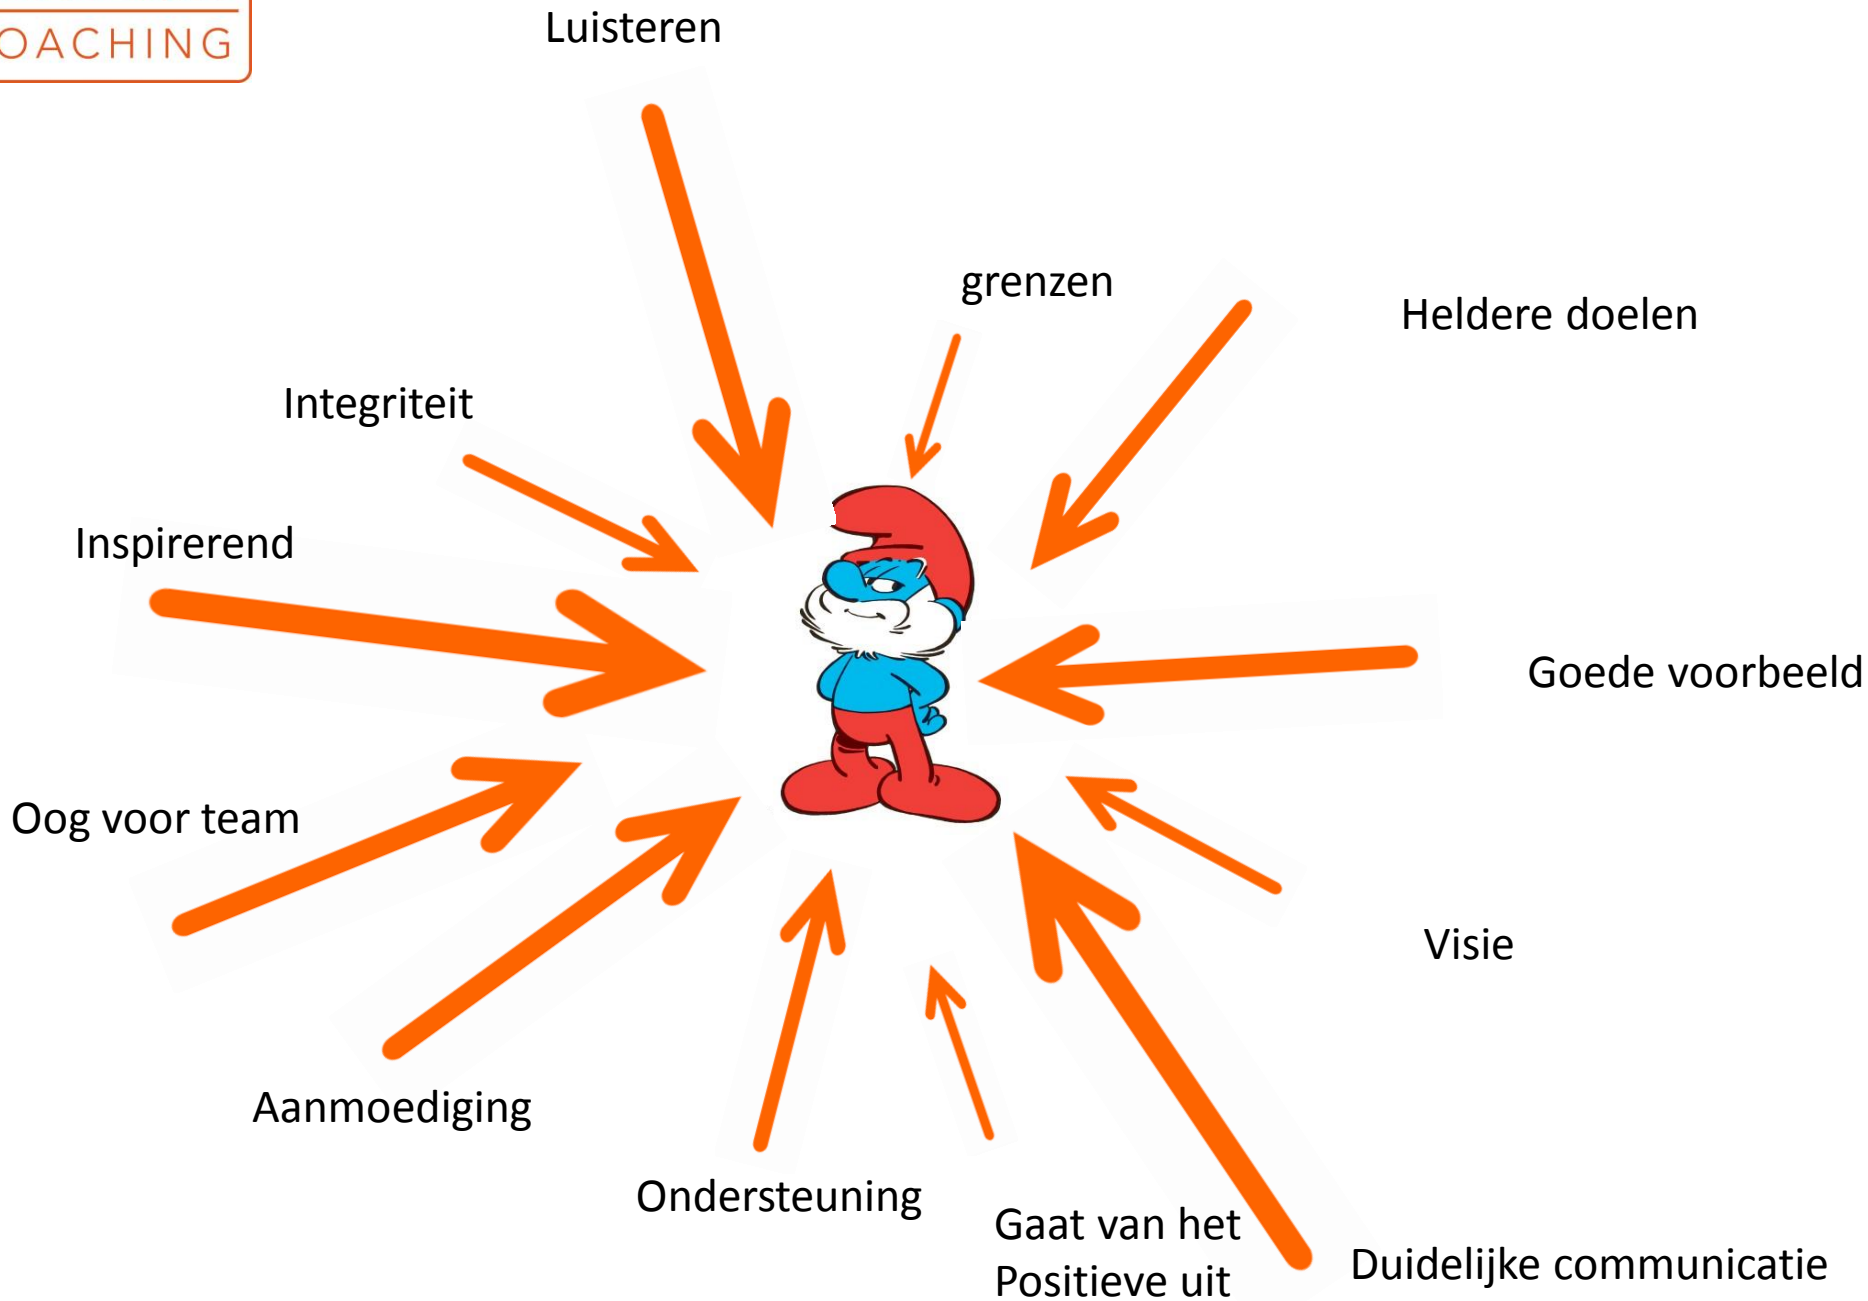 OACHING
Luisteren
grenzen
Heldere doelen
Integriteit
Inspirerend
Goede voorbeeld
Oog voor team
Visie
Aanmoediging
Ondersteuning
Gaat van het
Positieve uit
Duidelijke communicatie